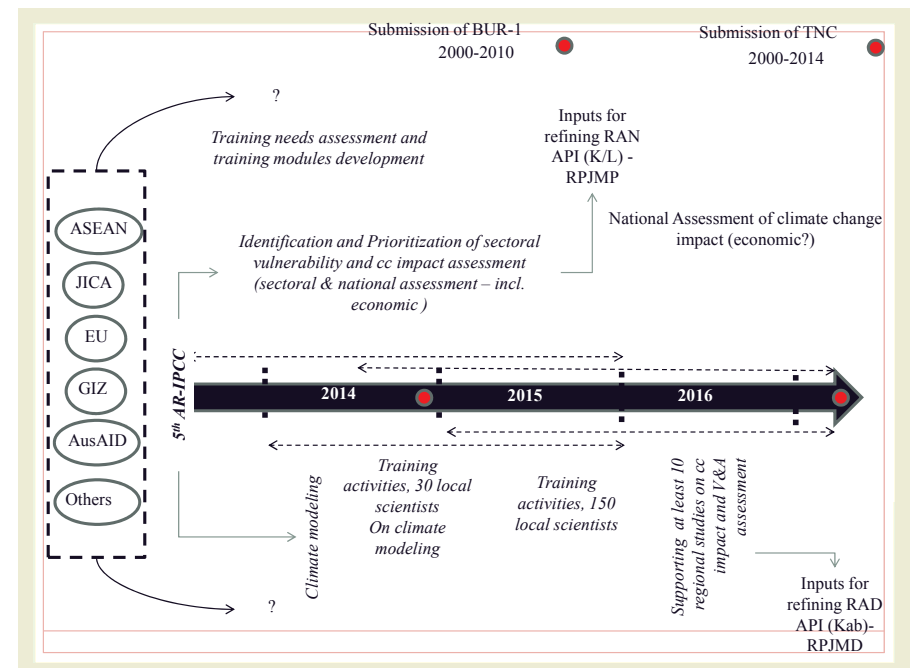 Submission of BUR-1
2000-2010
Submission of TNC
2000-2014
?
Training needs assessment and
training modules development
Inputs for
refining RAN
API (K/L) -
RPJMP
ASEAN
JICA
EU
GIZ
AusAID
Others
Identification and Prioritization of sectoral
vulnerability and cc impact assessment
(sectoral & national assessment – incl.
economic )
National Assessment of climate change
impact (economic?)
5th AR-IPCC
2014
2015
2016
Climate modeling
Training
activities, 30 local
scientists
On climate
modeling
Training
activities, 150
local scientists
Supporting at least 10
regional studies on cc
impact and V&A
assessment
?
Inputs for
refining RAD
API (Kab)-
RPJMD